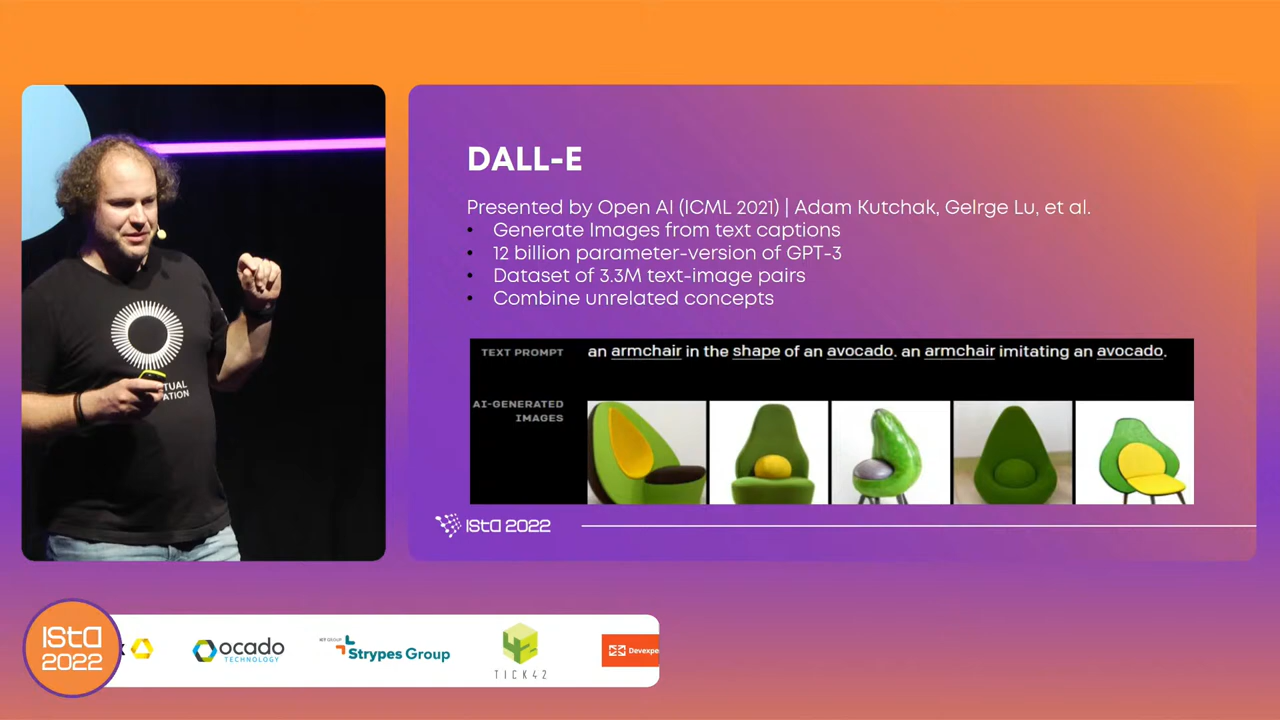 DALL-E
Presented by Open AI (ICML 2021) | Adam Kutchak, Gelrge Lu, et al.
• Generate Images from text captions
• 12 billion parameter-version of GPT-3
• Dataset of 3.3M text-image pairs
• Combine unrelated concepts
TEXT PROMPT
an armchair in the shape of an avocado. an armchair imitating an avocado.
AI-GENERATED
IMAGES
ISTA 2022
ISTA
2022
ocado
TECHNOLOGY
Strypes Group
TICK42
Devexpe